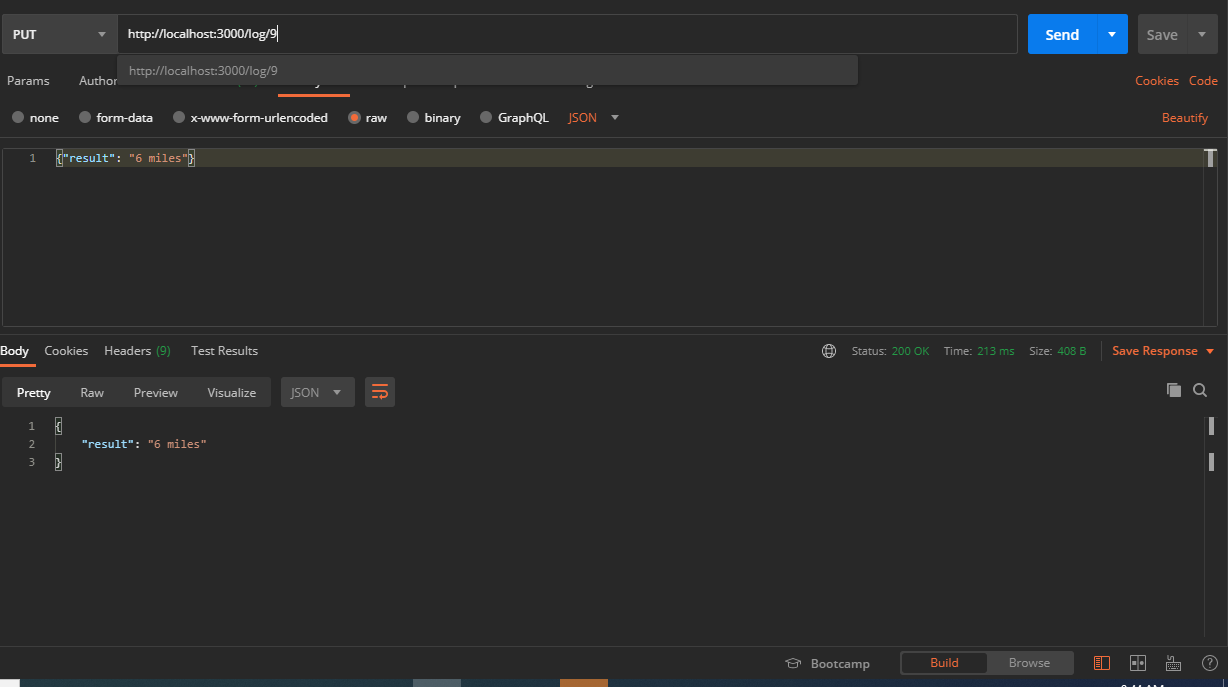 PUT http://localhost:3000/log/9 Send Save
http://localhost:3000/log/9
Params Author Cookies Code
none form-data x-www-form-urlencoded raw binary GraphQL JSON Beautify
1 {"result": "6 miles"}
Body Cookies Headers (9) Test Results Status: 200 OK Time: 213 ms Size: 408 B Save Response
Pretty Raw Preview Visualize JSON
1 {
2 "result": "6 miles"
3 }
Bootcamp Build Browse